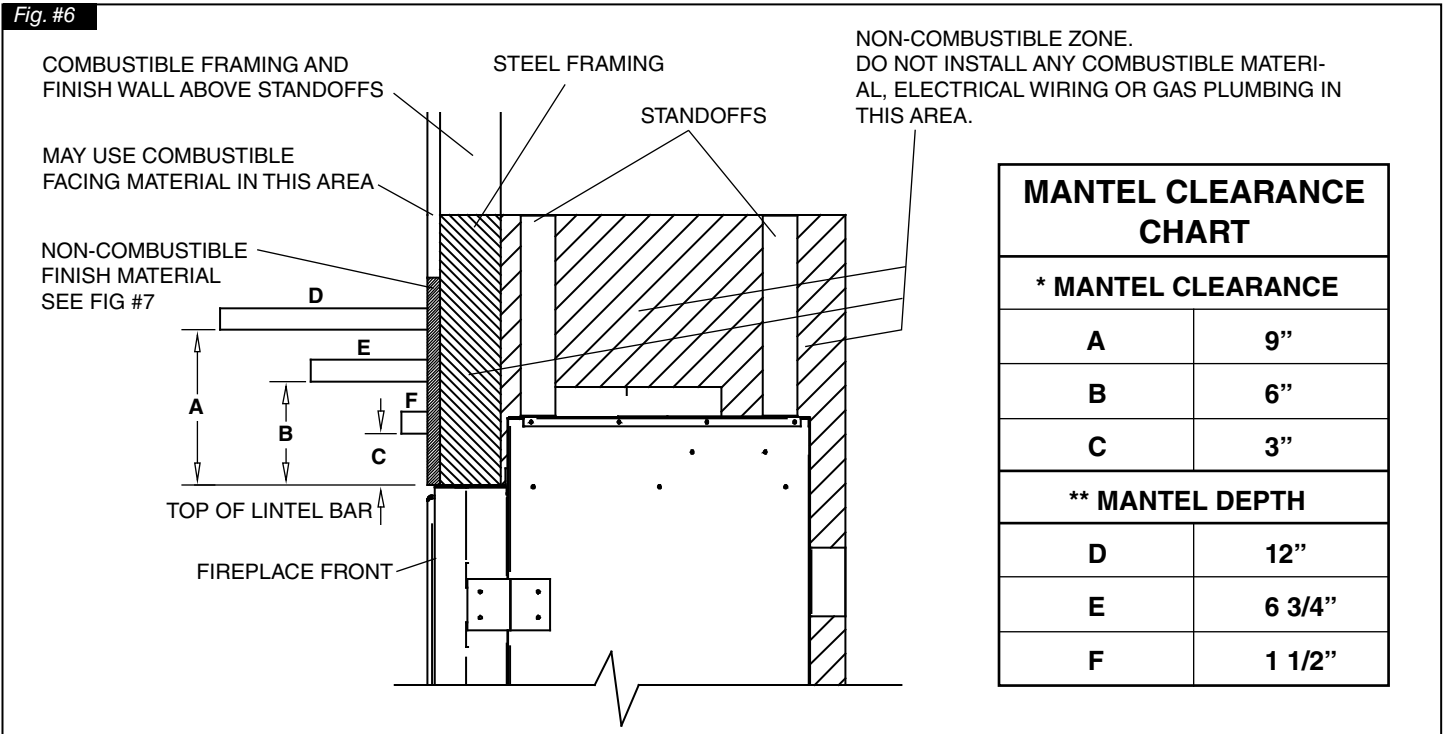 Fig. #6
COMBUSTIBLE FRAMING AND
FINISH WALL ABOVE STANDOFFS
STEEL FRAMING
STANDOFFS
NON-COMBUSTIBLE ZONE.
DO NOT INSTALL ANY COMBUSTIBLE MATERI-
AL, ELECTRICAL WIRING OR GAS PLUMBING IN
THIS AREA.
MAY USE COMBUSTIBLE
FACING MATERIAL IN THIS AREA
NON-COMBUSTIBLE
FINISH MATERIAL
SEE FIG #7
D
E
F
A
B
C
TOP OF LINTEL BAR
FIREPLACE FRONT
MANTEL CLEARANCE
CHART
* MANTEL CLEARANCE
A 9”
B 6”
C 3”
** MANTEL DEPTH
D 12”
E 6 3/4”
F 1 1/2”